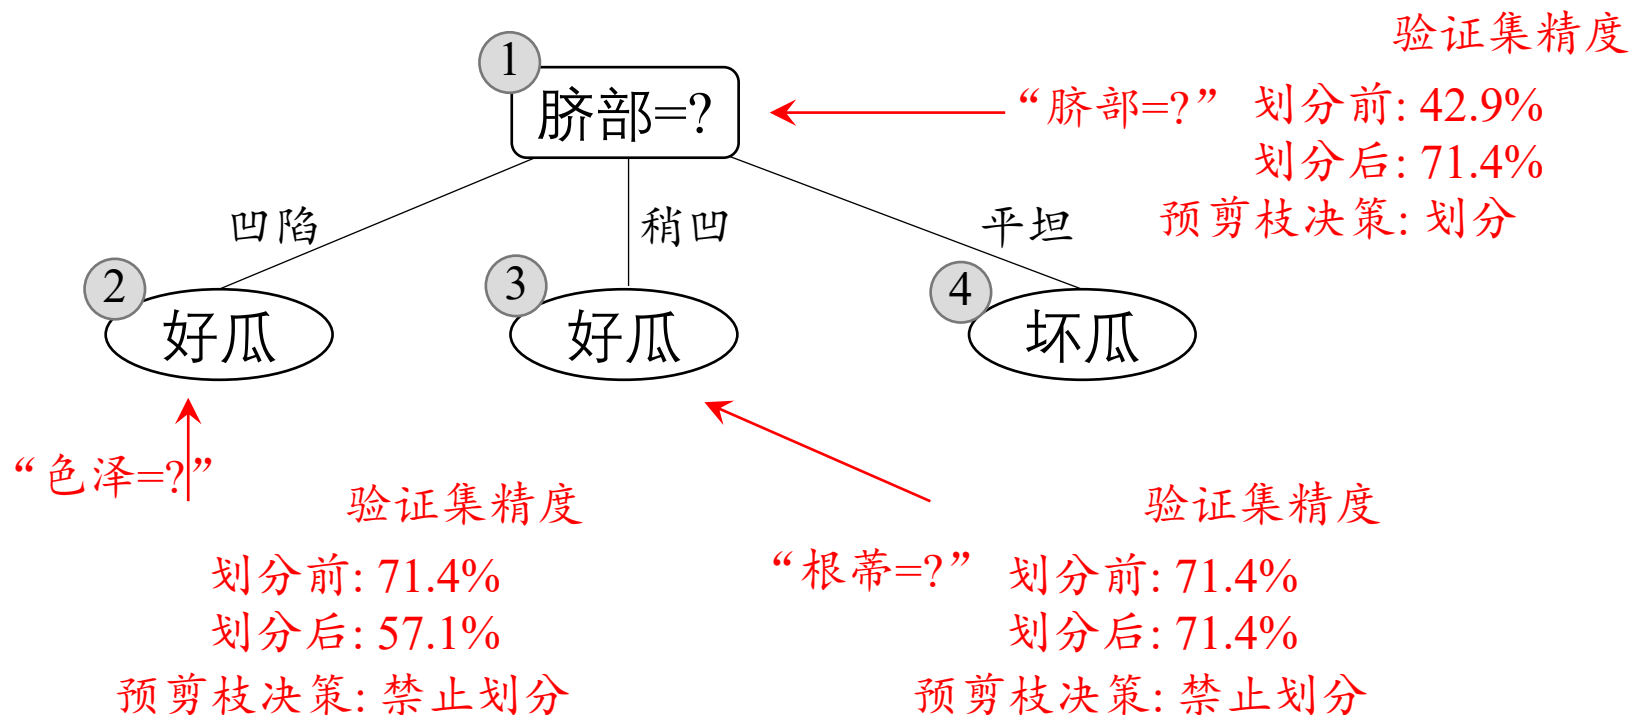 验证集精度
1
脐部=?
“脐部=?” 划分前: 42.9%
划分后: 71.4%
预剪枝决策: 划分
凹陷 稍凹 平坦
2 3 4
好瓜 好瓜 坏瓜
“色泽=?”
验证集精度
划分前: 71.4%
划分后: 57.1%
预剪枝决策: 禁止划分
“根蒂=?”
验证集精度
划分前: 71.4%
划分后: 71.4%
预剪枝决策: 禁止划分